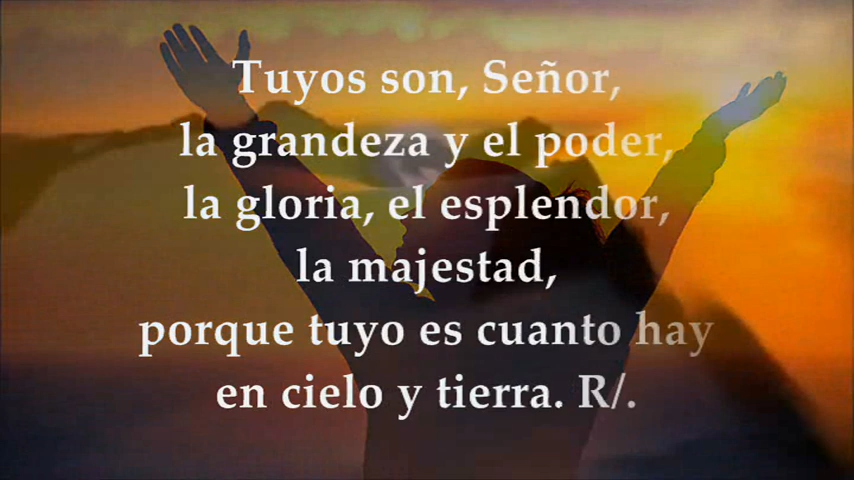 Tuyos son, Señor,
la grandeza y el poder,
la gloria, el esplendor,
la majestad,
porque tuyo es cuanto hay
en cielo y tierra. R/.